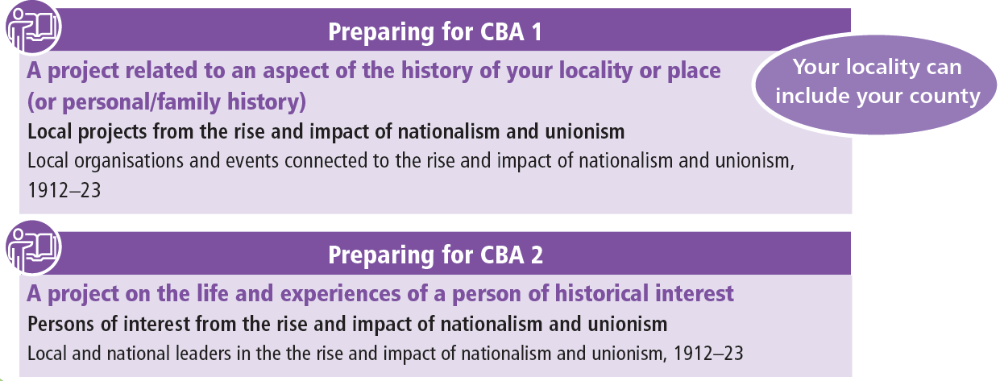 Preparing for CBA 1
A project related to an aspect of the history of your locality or place
(or personal/family history)
Your locality can
include your county
Local projects from the rise and impact of nationalism and unionism
Local organisations and events connected to the rise and impact of nationalism and unionism,
1912–23
Preparing for CBA 2
A project on the life and experiences of a person of historical interest
Persons of interest from the rise and impact of nationalism and unionism
Local and national leaders in the the rise and impact of nationalism and unionism, 1912–23